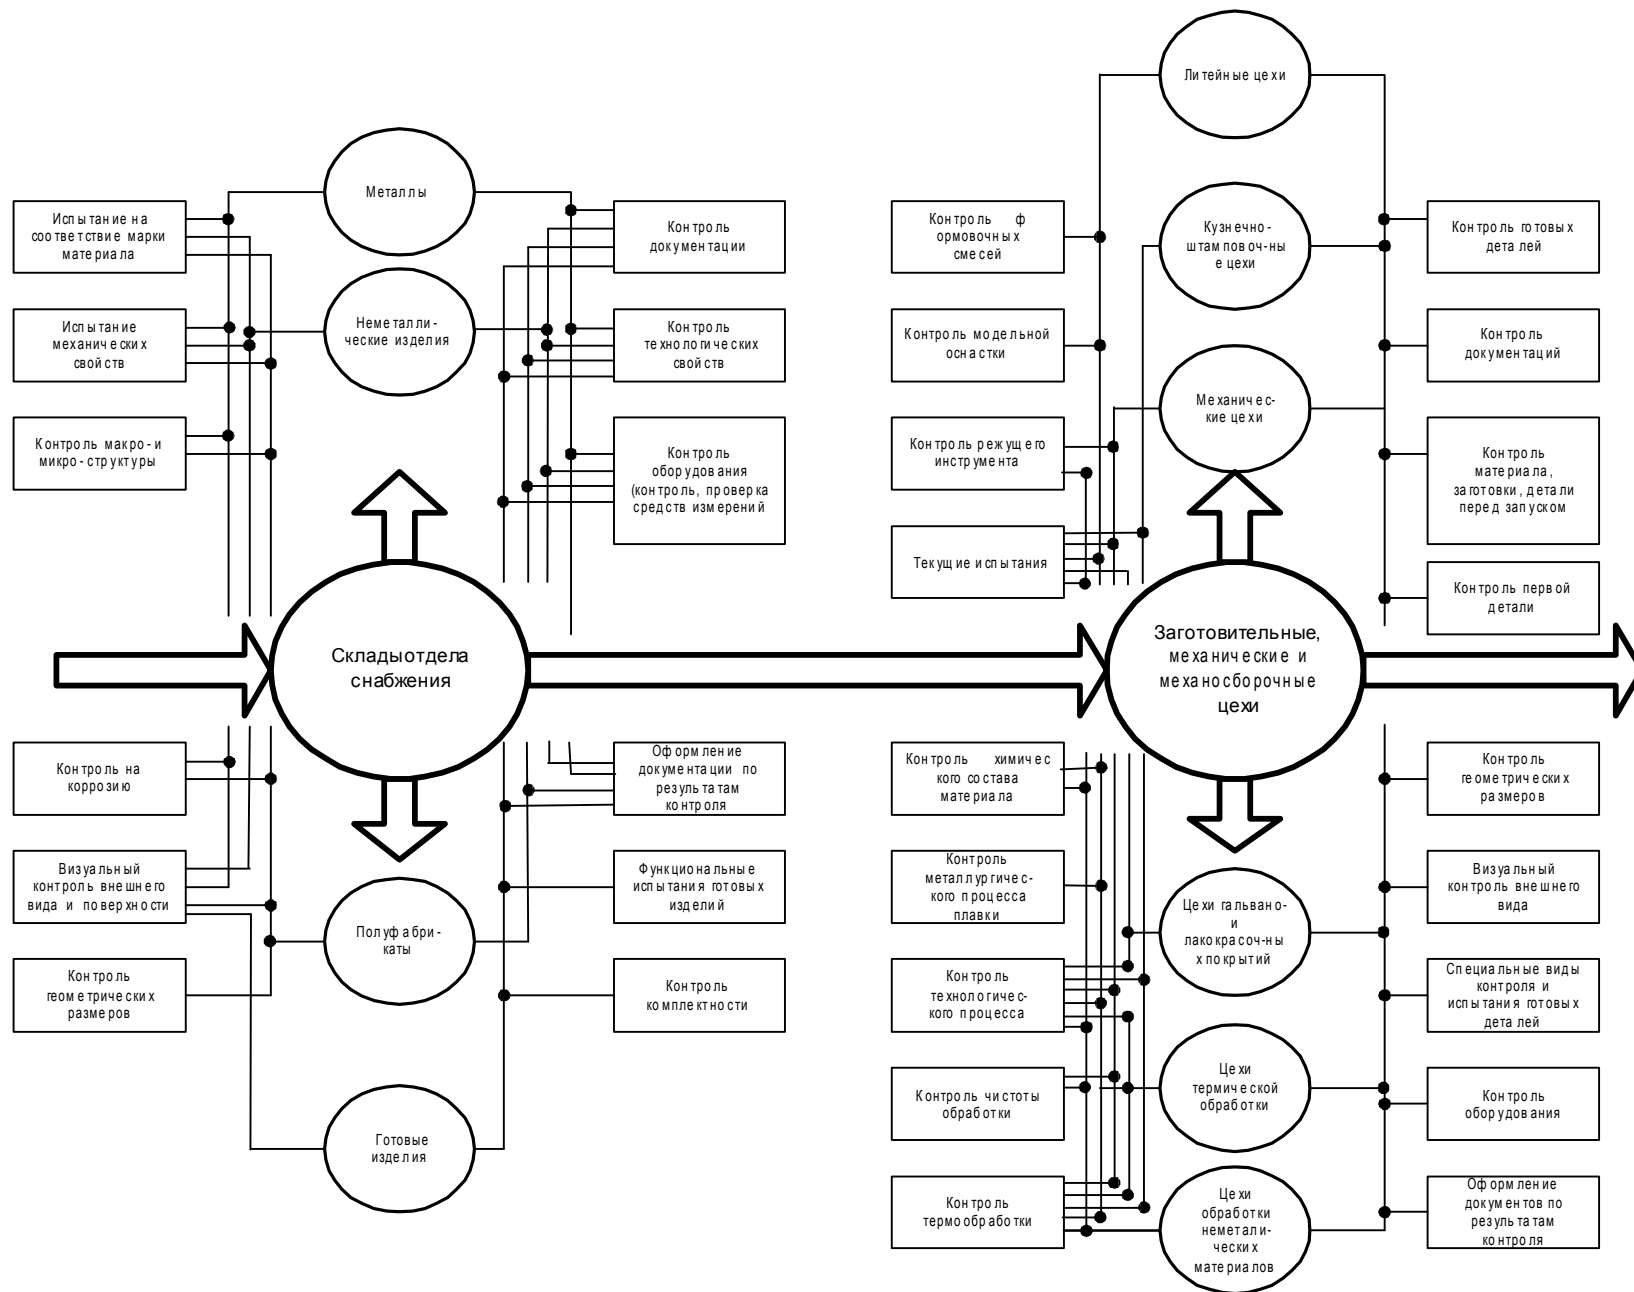 Металлы
Испытание на
соответствие марки
материала
Контроль
документации
Неметалли-
ческие изделия
Испытание
механических
свойств
Контроль
технологических
свойств
Контроль макро- и
микро- структуры
Контроль
оборудования
(контроль, проверка
средств измерений
Склады отдела
снабжения
Контроль на
коррозию
Оформление
документации по
результатам
контроля
Визуальный
контроль внешнего
вида и поверхности
Функциональные
испытания готовых
изделий
Полуфабри-
каты
Контроль
геометрических
размеров
Контроль
комплектности
Готовые
изделия
Литейные цехи
Контроль ф
ормовочных
смесей
Кузнечно-
штамповоч-ны
е цехи
Контроль готовых
деталей
Контроль модельной
оснастки
Контроль
документаций
Механичес-
кие цехи
Контроль режущего
инструмента
Контроль
материала,
заготовки, детали
перед запуском
Текущие испытания
Контроль первой
детали
Заготовительные,
механические и
механосборочные
цехи
Контроль химичес
кого состава
материала
Контроль
геометрических
размеров
Контроль
металлургичес-
кого процесса
плавки
Визуальный
контроль внешнего
вида
Цехи гальвано-
и
лакокрасоч-ны
х покрытий
Контроль
технологичес-
кого процесса
Специальные виды
контроля и
испытания готовых
деталей
Цехи
термической
обработки
Контроль чистоты
обработки
Контроль
оборудования
Контроль
термообработки
Цехи
обработки
неметали-
ческих
материалов
Оформление
документов по
результатам
контроля